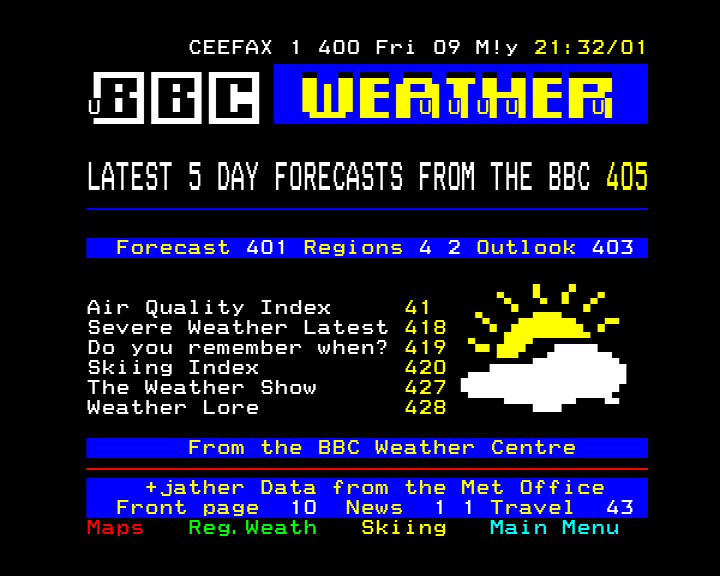 CEEFAX 1 400 Fri 09 M!y 21:32/01
BBC WEATHER
LATEST 5 DAY FORECASTS FROM THE BBC 405
Forecast 401 Regions 4 2 Outlook 403
Air Quality Index 41
Severe Weather Latest 418
Do you remember when? 419
Skiing Index 420
The Weather Show 427
Weather Lore 428
From the BBC Weather Centre
+jather Data from the Met Office
Front page 10 News 1 1 Travel 43
Maps Reg.Weath Skiing Main Menu